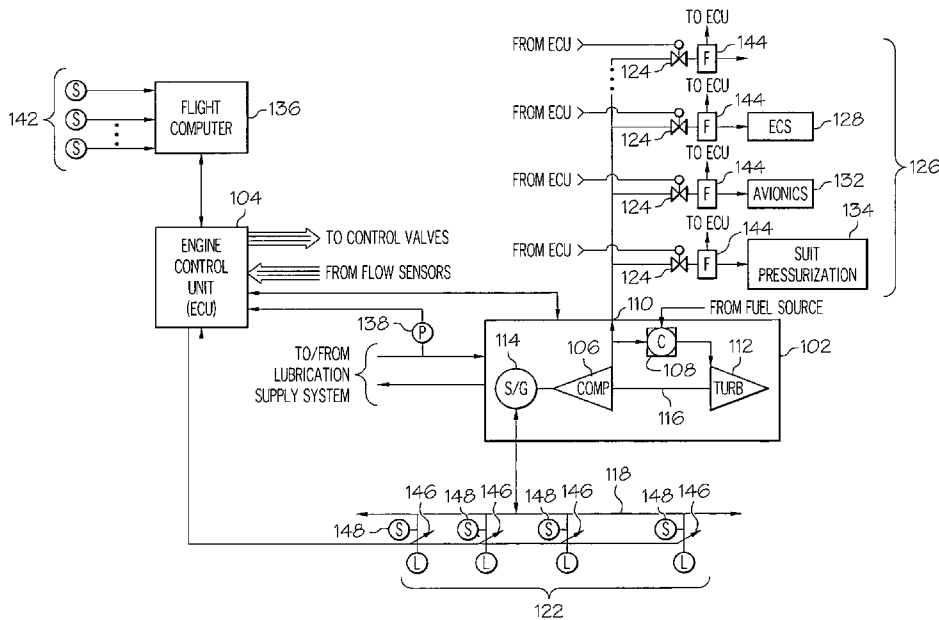 TO ECU
FROM ECU
144
124
F
TO ECU
FROM ECU
144
124
F
ECS
128
TO ECU
FROM ECU
144
124
F
AVIONICS
132
TO ECU
FROM ECU
144
124
F
SUIT
PRESSURIZATION
134
126
142
S
S
S
FLIGHT
COMPUTER
136
104
ENGINE
CONTROL
UNIT
(ECU)
TO CONTROL VALVES
FROM FLOW SENSORS
138
P
TO/FROM
LUBRICATION
SUPPLY SYSTEM
110
FROM FUEL SOURCE
114
106
C
108
112
102
S/G
COMP
TURB
116
118
148
146
148
146
148
146
148
146
S
S
S
S
L
L
L
L
122